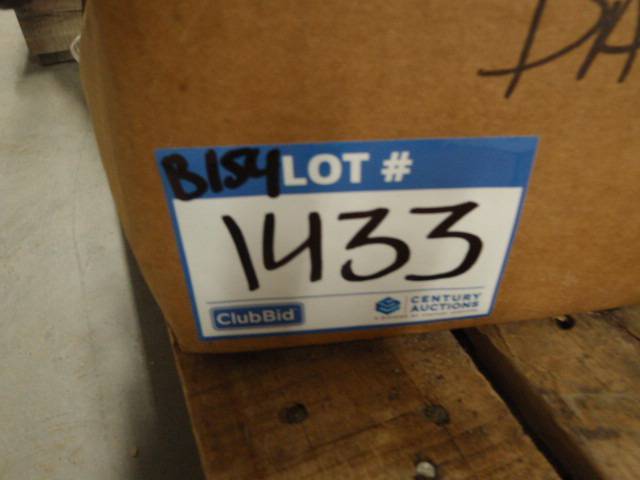 B154 LOT #
1433
ClubBid
CENTURY
AUCTIONS